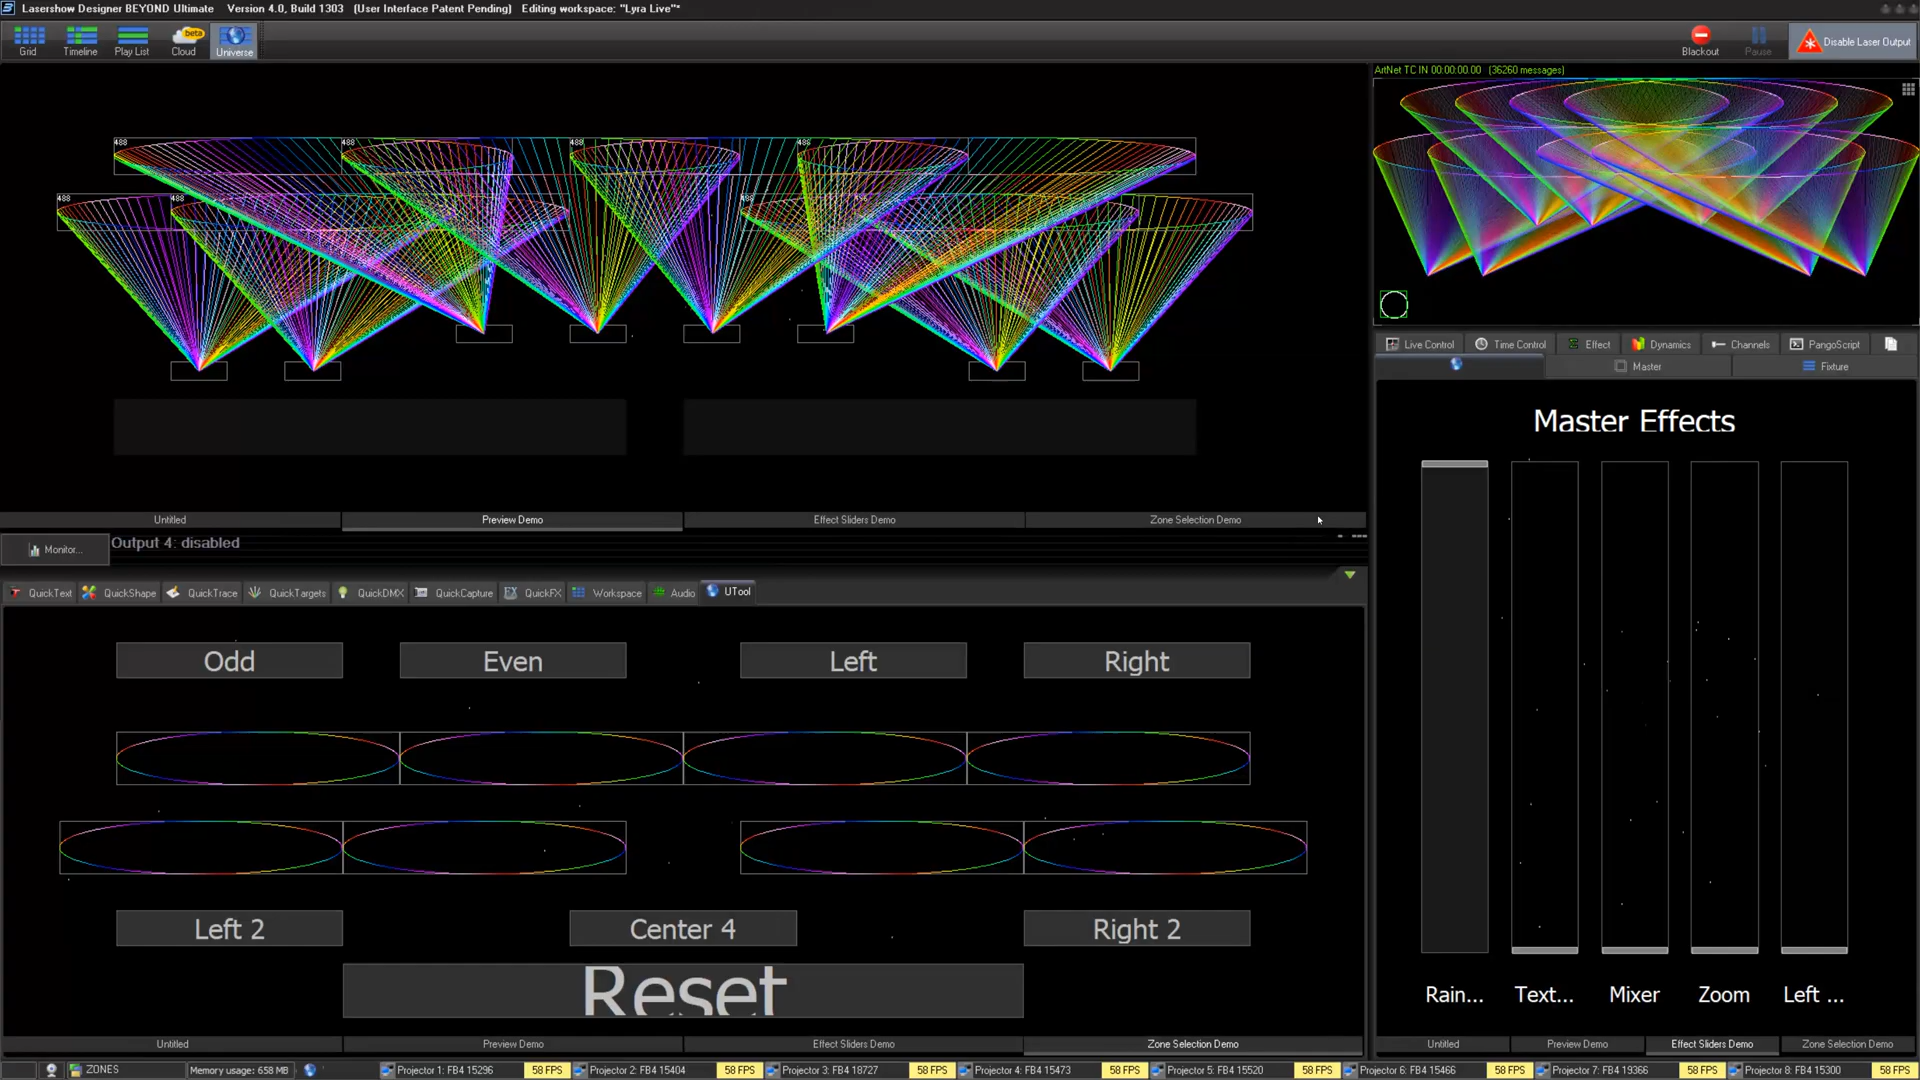 Lasershow Designer BEYOND Ultimate Version 4.0, Build 1303 (User Interface Patent Pending) Editing workspace: "Lyra Live"*
Grid Timeline Play List Cloud beta Universe
Blackout Pause Disable Laser Output
ArtNet TC IN 00:00:00.00 (36260 messages)
488 488 488 488
488 488 488
Live Control Time Control Effect Dynamics Channels PangoScript
Master Fixture
Master Effects
Untitled Preview Demo Effect Sliders Demo Zone Selection Demo
Monitor... Output 4: disabled
QuickText QuickShape QuickTrace QuickTargets QuickDMX QuickCapture QuickFX Workspace Audio UTool
Odd Even Left Right
Left 2 Center 4 Right 2
Reset
Rain... Text... Mixer Zoom Left ...
Untitled Preview Demo Effect Sliders Demo Zone Selection Demo
Untitled Preview Demo Effect Sliders Demo Zone Selection Demo
ZONES Memory usage: 658 MB Projector 1: FB4 15296 58 FPS Projector 2: FB4 15404 58 FPS Projector 3: FB4 18727 58 FPS Projector 4: FB4 15473 58 FPS Projector 5: FB4 15520 58 FPS Projector 6: FB4 15466 58 FPS Projector 7: FB4 19366 58 FPS Projector 8: FB4 15300 58 FPS